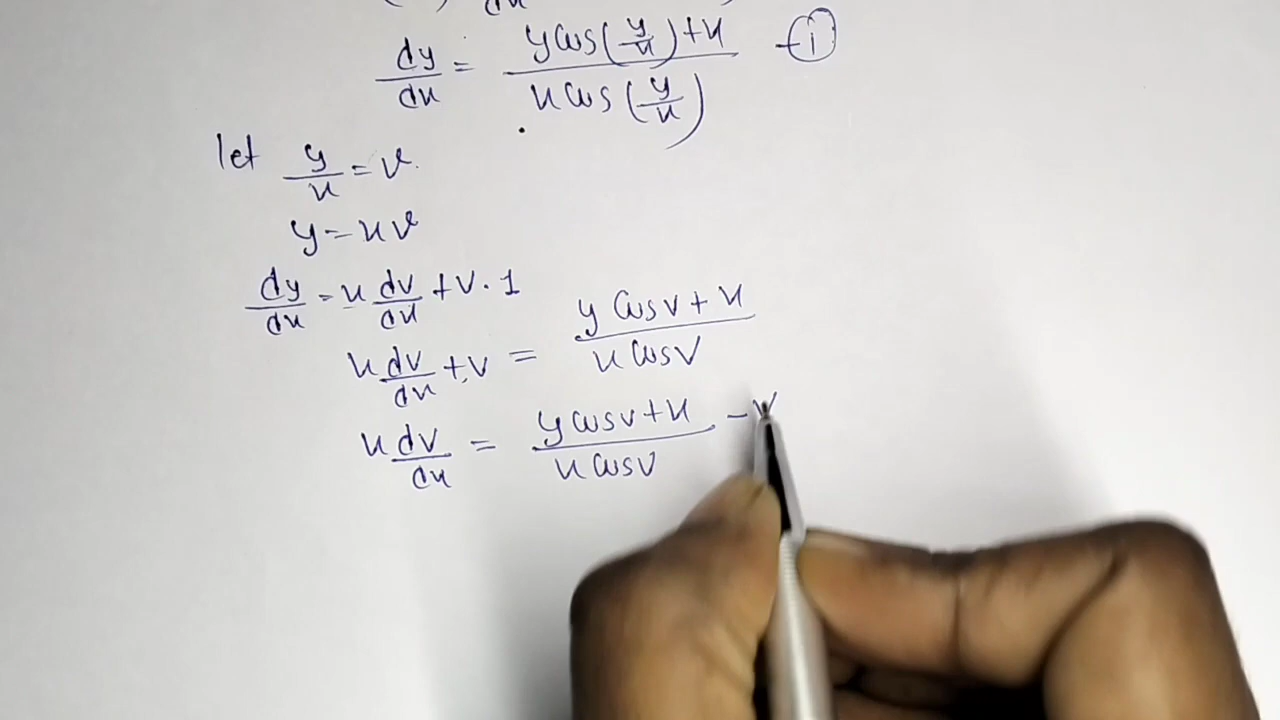 dy/dx = (y cos(y/x) + x) / (x cos(y/x)) - ①
let y/x = v
y = xv
dy/dx = x dv/dx + v · 1
x dv/dx + v = (y cos v + x) / (x cos v)
x dv/dx = (y cos v + x) / (x cos v) - v